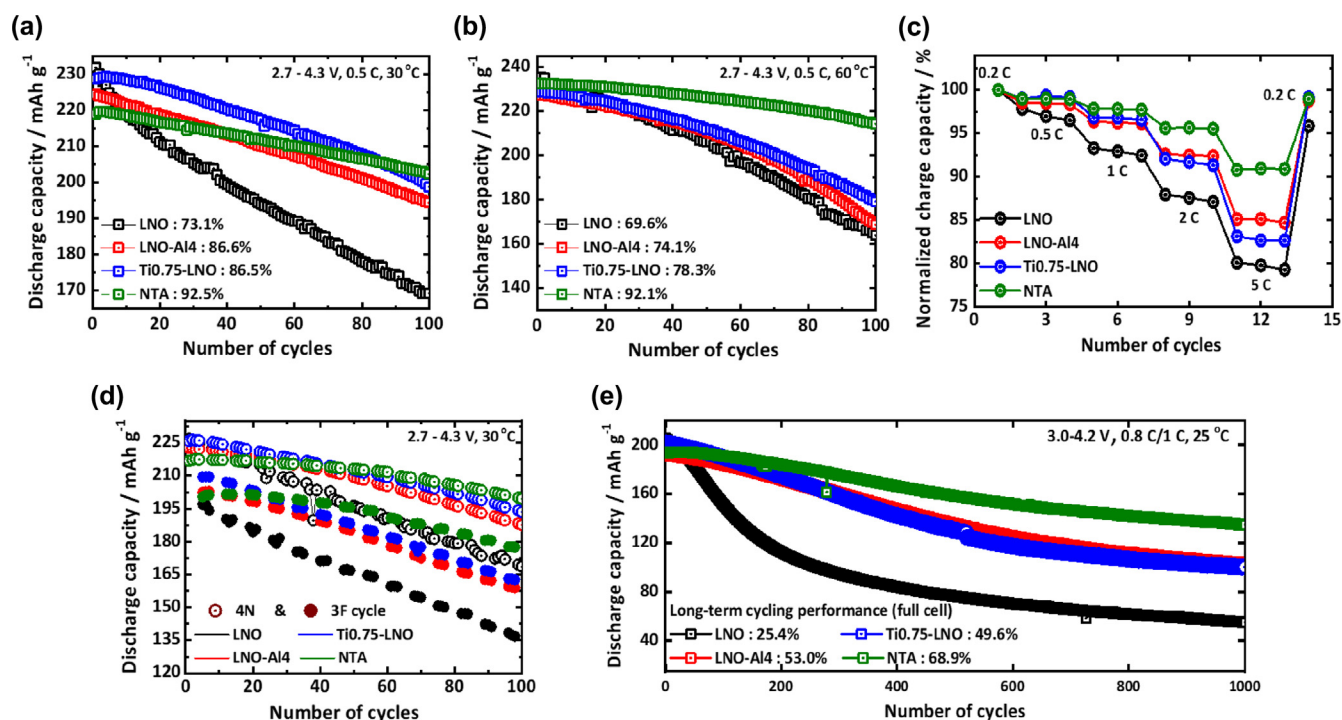 (a)
2.7 - 4.3 V, 0.5 C, 30 °C
Discharge capacity / mAh g⁻¹
230
220
210
200
190
180
170
LNO : 73.1%
LNO-Al4 : 86.6%
Ti0.75-LNO : 86.5%
NTA : 92.5%
0 20 40 60 80 100
Number of cycles
(b)
2.7 - 4.3 V, 0.5 C, 60 °C
Discharge capacity / mAh g⁻¹
240
220
200
180
160
140
LNO : 69.6%
LNO-Al4 : 74.1%
Ti0.75-LNO : 78.3%
NTA : 92.1%
0 20 40 60 80 100
Number of cycles
(c)
Normalized charge capacity / %
105
100
95
90
85
80
75
0.2 C
0.5 C
1 C
2 C
5 C
0.2 C
LNO
LNO-Al4
Ti0.75-LNO
NTA
0 3 6 9 12 15
Number of cycles
(d)
2.7 - 4.3 V, 30 °C
Discharge capacity / mAh g⁻¹
225
210
195
180
165
150
135
120
4N & 3F cycle
LNO Ti0.75-LNO
LNO-Al4 NTA
0 20 40 60 80 100
Number of cycles
(e)
3.0-4.2 V, 0.8 C/1 C, 25 °C
Discharge capacity / mAh g⁻¹
200
160
120
80
40
Long-term cycling performance (full cell)
LNO : 25.4% Ti0.75-LNO : 49.6%
LNO-Al4 : 53.0% NTA : 68.9%
0 200 400 600 800 1000
Number of cycles